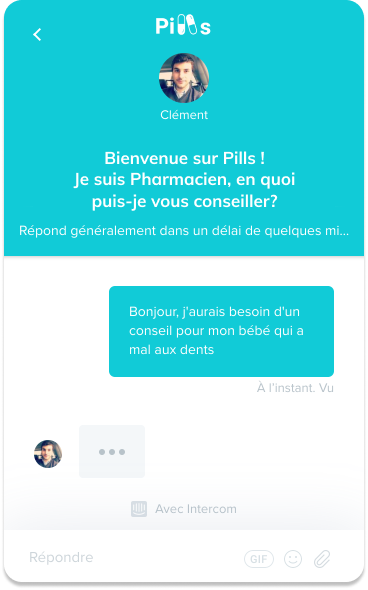 Pills
Clément
Bienvenue sur Pills !
Je suis Pharmacien, en quoi
puis-je vous conseiller?
Répond généralement dans un délai de quelques mi...
Bonjour, j'aurais besoin d'un
conseil pour mon bébé qui a
mal aux dents
À l'instant. Vu
Avec Intercom
Répondre
GIF